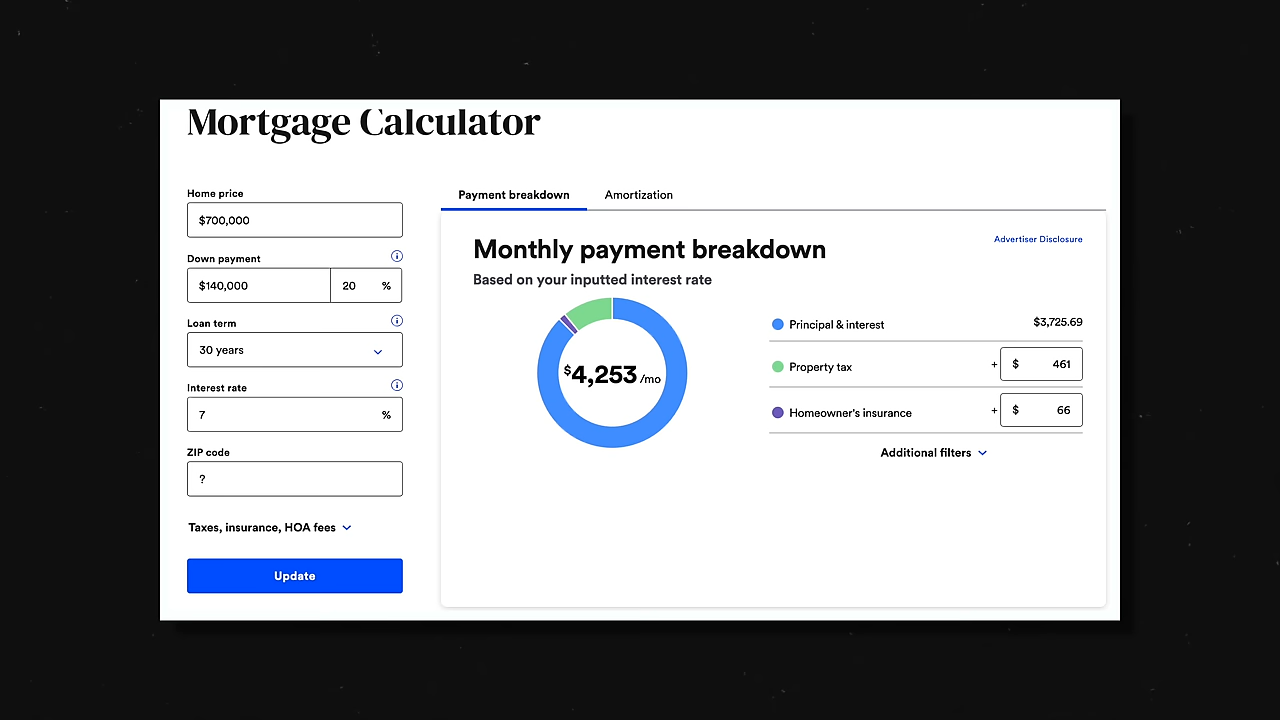 Mortgage Calculator
Home price
$700,000
Down payment
$140,000 20 %
Loan term
30 years
Interest rate
7 %
ZIP code
?
Taxes, insurance, HOA fees
Update
Payment breakdown Amortization
Advertiser Disclosure
Monthly payment breakdown
Based on your inputted interest rate
$4,253 /mo
Principal & interest $3,725.69
Property tax + $ 461
Homeowner's insurance + $ 66
Additional filters